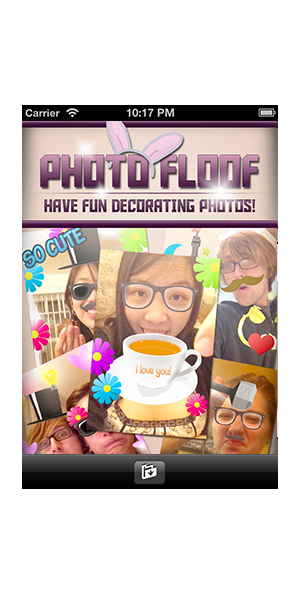 Carrier 10:17 PM
PHOTO FLOOF
HAVE FUN DECORATING PHOTOS!
SO CUTE
i love you!